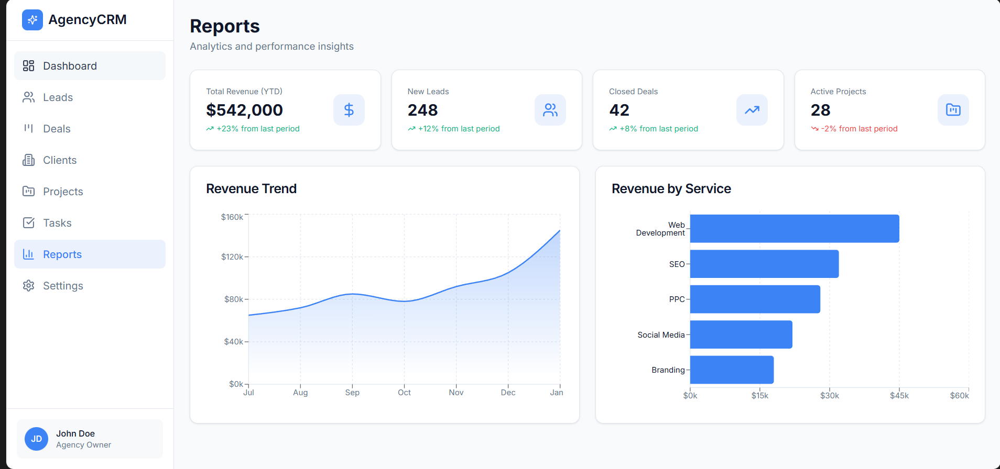 AgencyCRM
Dashboard
Leads
Deals
Clients
Projects
Tasks
Reports
Settings
JD
John Doe
Agency Owner
Reports
Analytics and performance insights
Total Revenue (YTD)
$542,000
+23% from last period
New Leads
248
+12% from last period
Closed Deals
42
+8% from last period
Active Projects
28
-2% from last period
Revenue Trend
$160k
$120k
$80k
$40k
$0k
Jul Aug Sep Oct Nov Dec Jan
Revenue by Service
Web
Development
SEO
PPC
Social Media
Branding
$0k $15k $30k $45k $60k